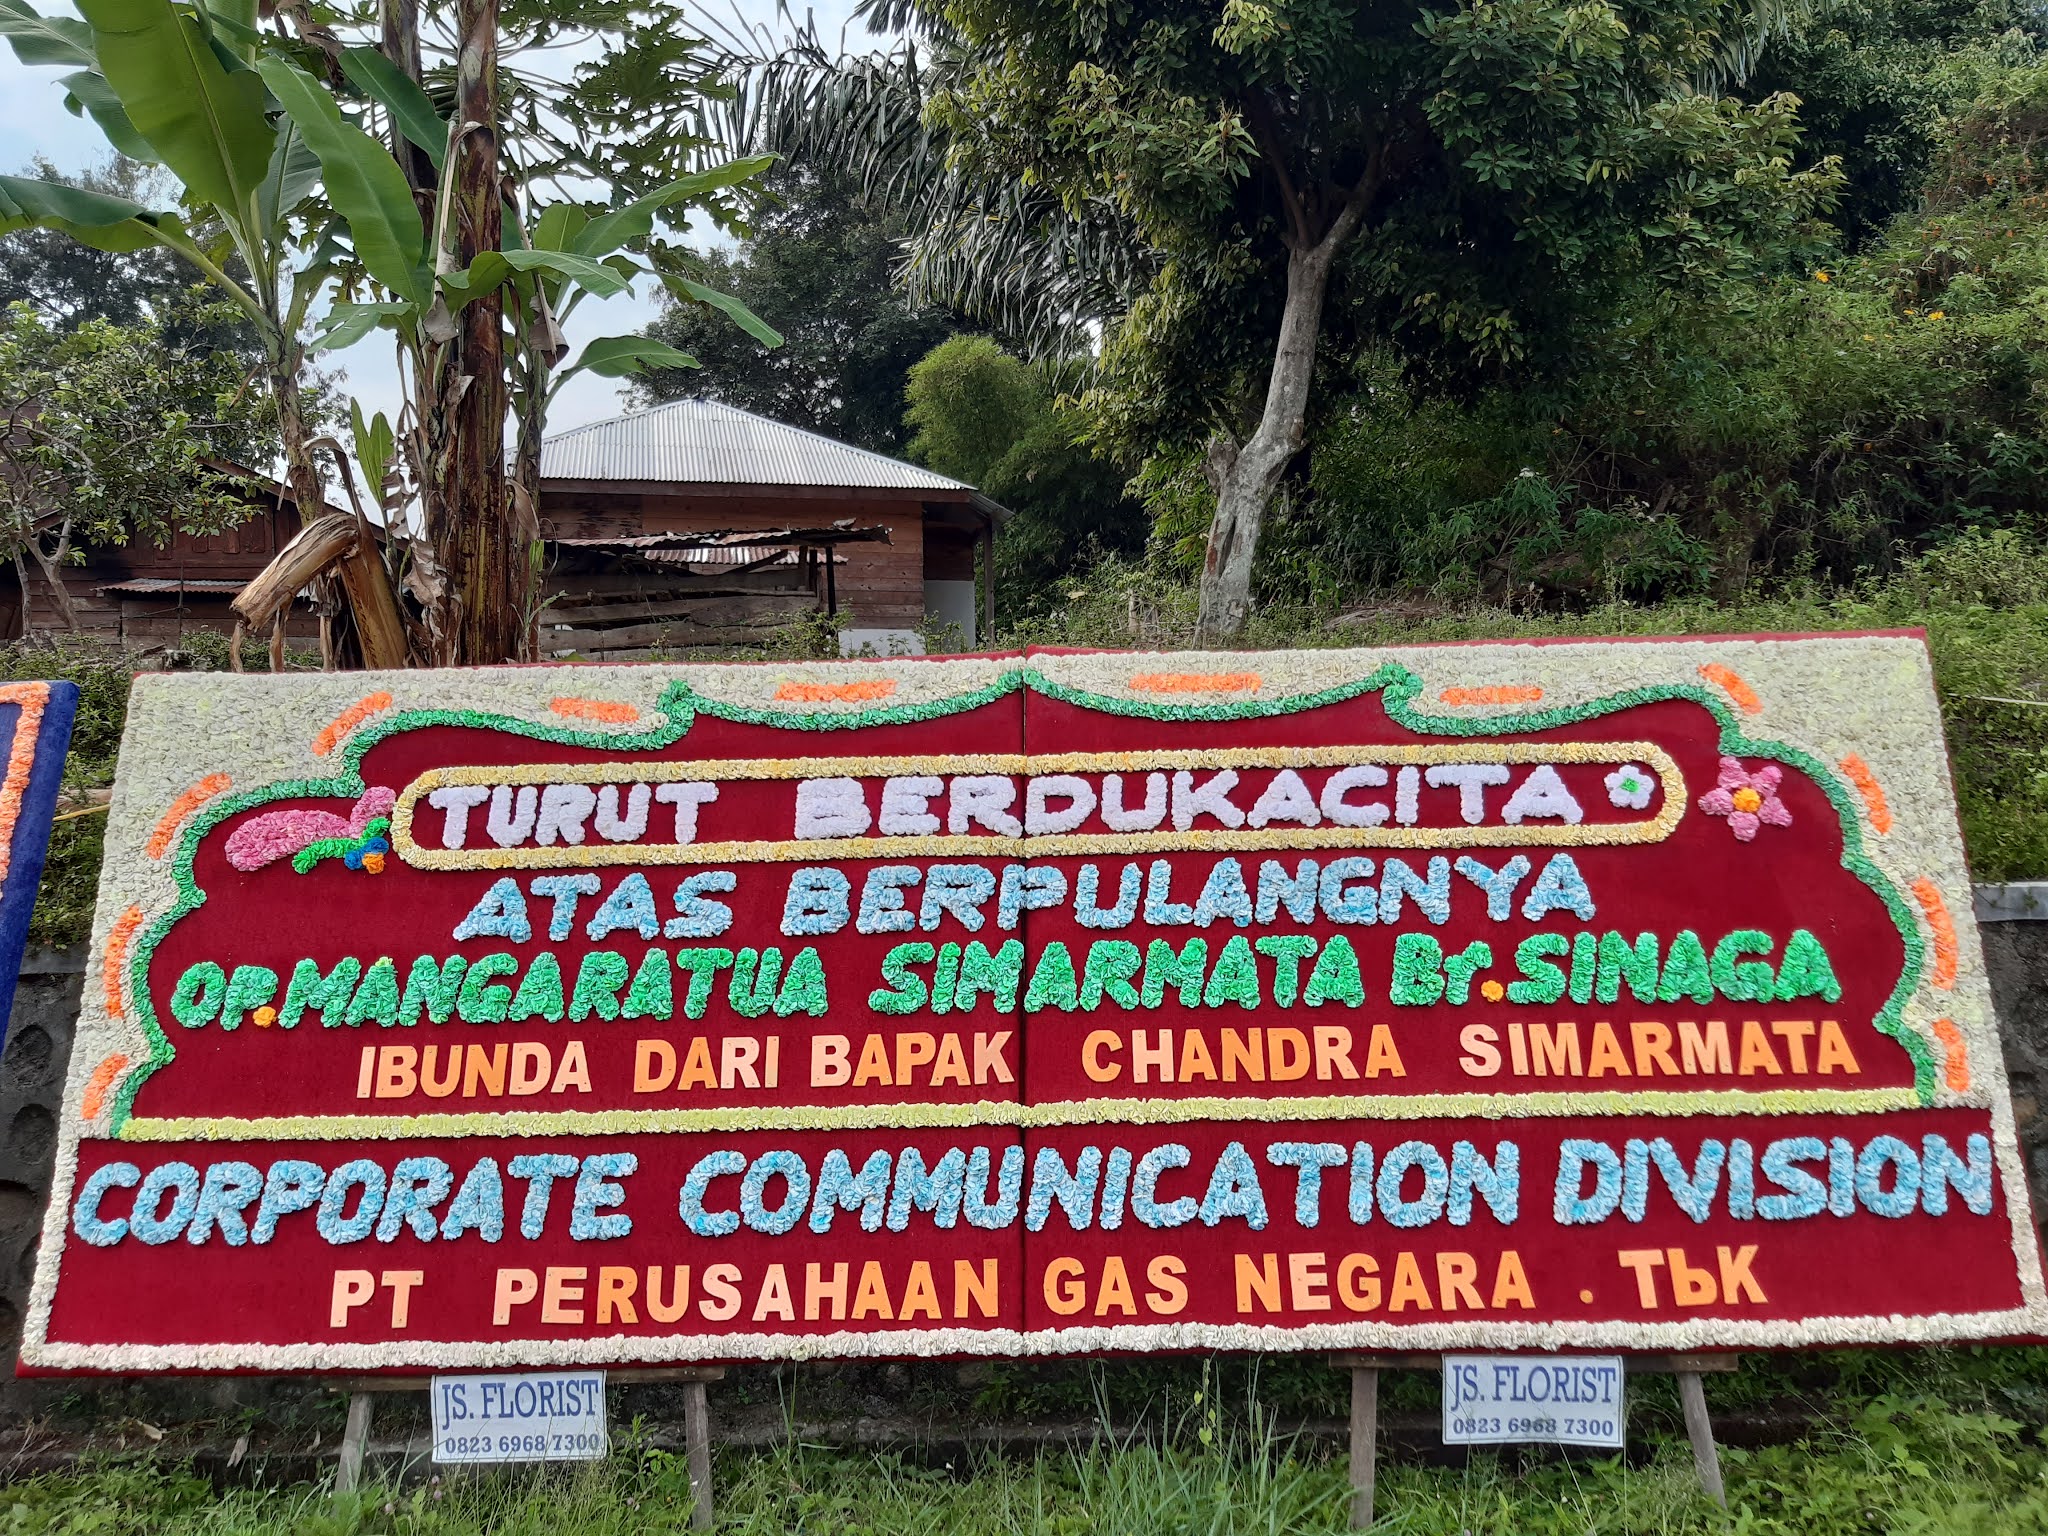 TURUT BERDUKACITA
ATAS BERPULANGNYA
OP. MANGARATUA SIMARMATA Br. SINAGA
IBUNDA DARI BAPAK CHANDRA SIMARMATA
CORPORATE COMMUNICATION DIVISION
PT PERUSAHAAN GAS NEGARA . TbK
JS. FLORIST
0823 6968 7300
JS. FLORIST
0823 6968 7300